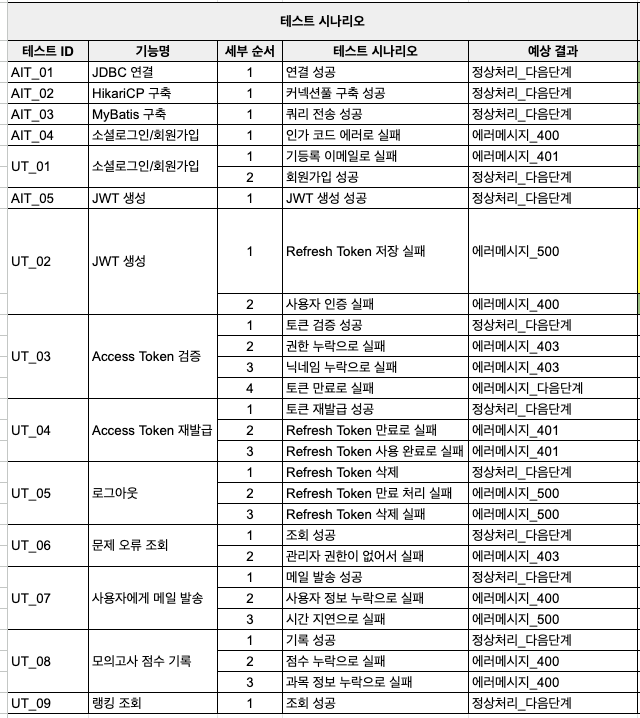 테스트 시나리오
테스트 ID 기능명 세부 순서 테스트 시나리오 예상 결과
AIT_01 JDBC 연결 1 연결 성공 정상처리_다음단계
AIT_02 HikariCP 구축 1 커넥션풀 구축 성공 정상처리_다음단계
AIT_03 MyBatis 구축 1 쿼리 전송 성공 정상처리_다음단계
AIT_04 소셜로그인/회원가입 1 인가 코드 에러로 실패 에러메시지_400
UT_01 소셜로그인/회원가입 1 기등록 이메일로 실패 에러메시지_401
2 회원가입 성공 정상처리_다음단계
AIT_05 JWT 생성 1 JWT 생성 성공 정상처리_다음단계
UT_02 JWT 생성 1 Refresh Token 저장 실패 에러메시지_500
2 사용자 인증 실패 에러메시지_400
UT_03 Access Token 검증 1 토큰 검증 성공 정상처리_다음단계
2 권한 누락으로 실패 에러메시지_403
3 닉네임 누락으로 실패 에러메시지_403
4 토큰 만료로 실패 에러메시지_다음단계
UT_04 Access Token 재발급 1 토큰 재발급 성공 정상처리_다음단계
2 Refresh Token 만료로 실패 에러메시지_401
3 Refresh Token 사용 완료로 실패 에러메시지_401
UT_05 로그아웃 1 Refresh Token 삭제 정상처리_다음단계
2 Refresh Token 만료 처리 실패 에러메시지_500
3 Refresh Token 삭제 실패 에러메시지_500
UT_06 문제 오류 조회 1 조회 성공 정상처리_다음단계
2 관리자 권한이 없어서 실패 에러메시지_403
UT_07 사용자에게 메일 발송 1 메일 발송 성공 정상처리_다음단계
2 사용자 정보 누락으로 실패 에러메시지_400
3 시간 지연으로 실패 에러메시지_500
UT_08 모의고사 점수 기록 1 기록 성공 정상처리_다음단계
2 점수 누락으로 실패 에러메시지_400
3 과목 정보 누락으로 실패 에러메시지_400
UT_09 랭킹 조회 1 조회 성공 정상처리_다음단계